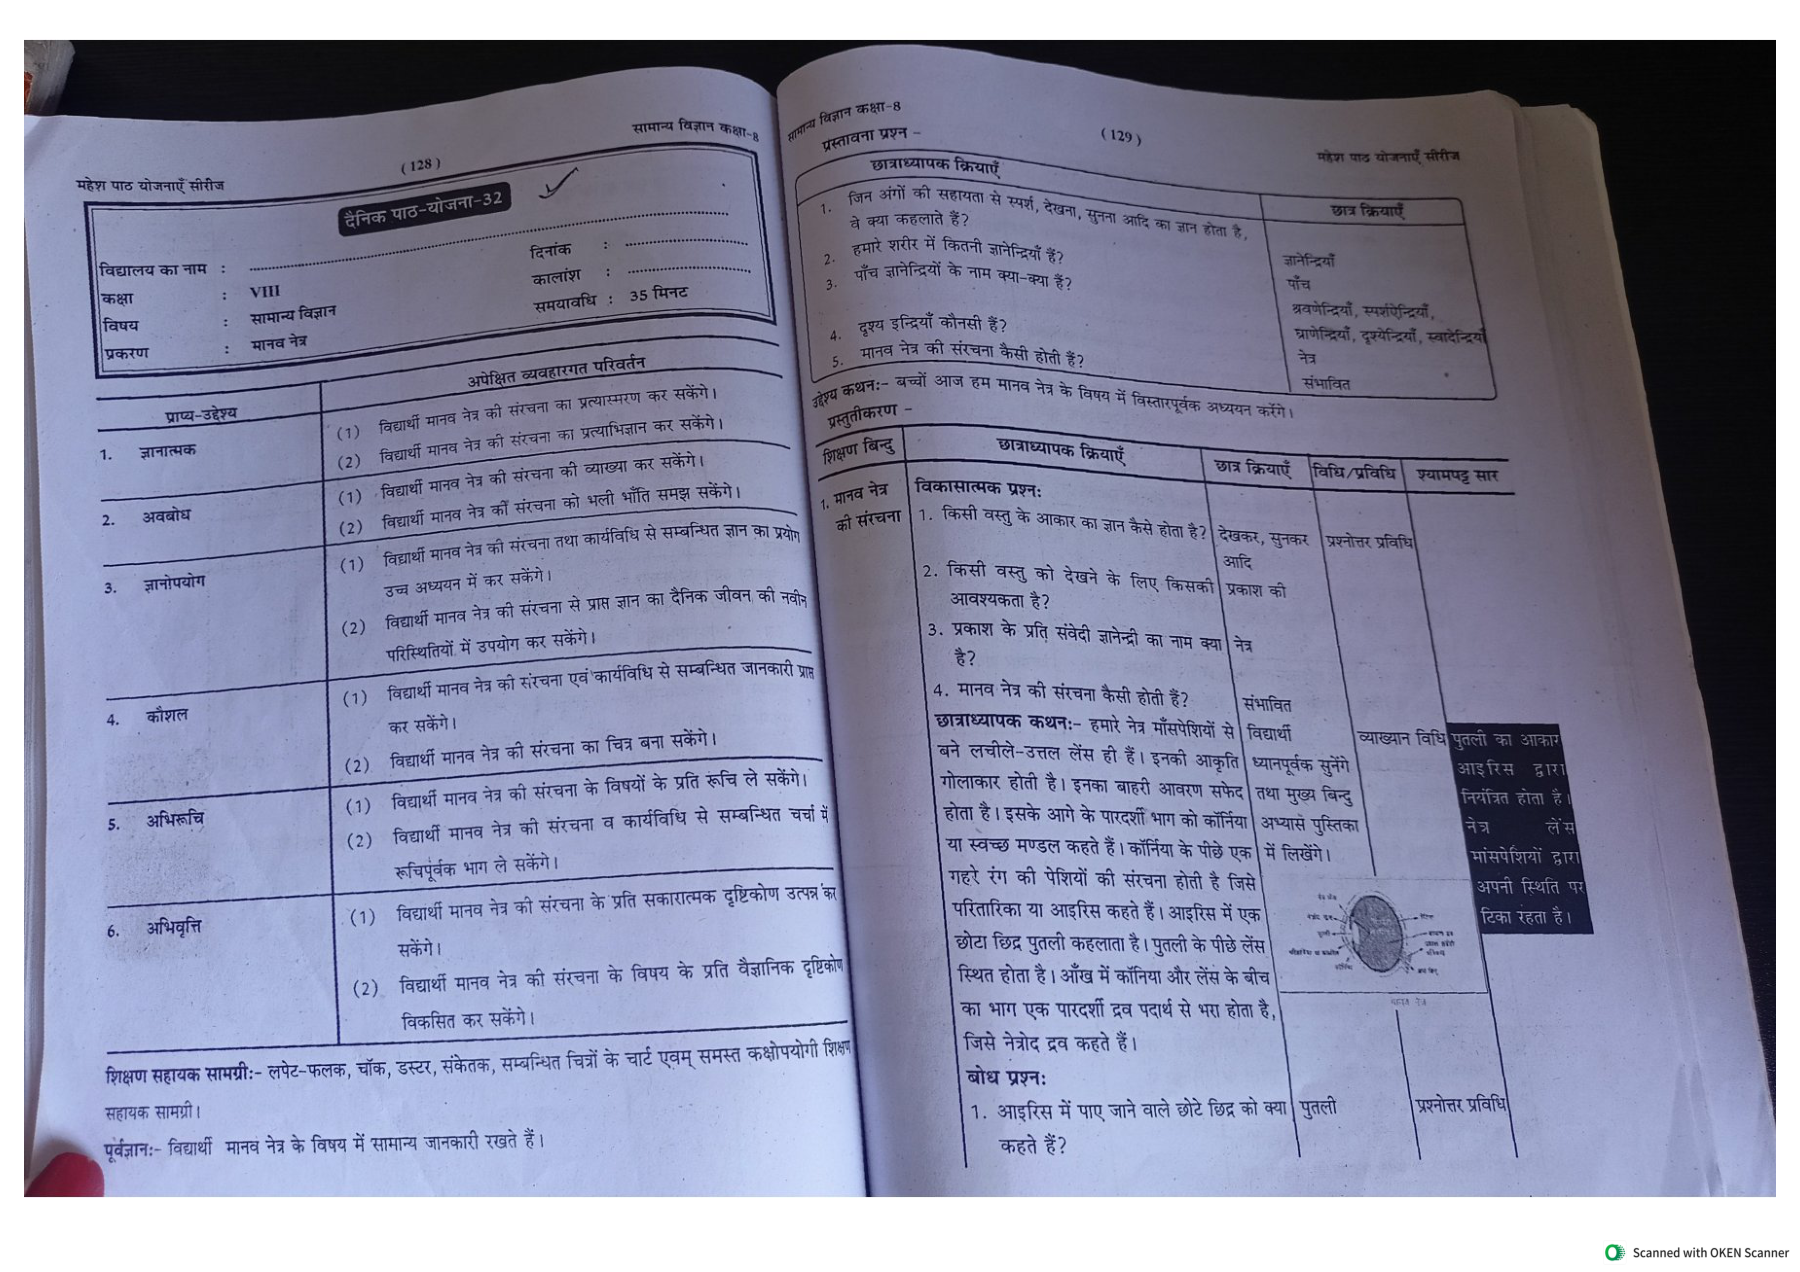 सामान्य विज्ञान कक्षा-8
( 128 )
महेश पाठ योजनाएँ सीरीज
दैनिक पाठ-योजना-32
विद्यालय का नाम :
दिनांक :
कक्षा : VIII
कालांश :
विषय : सामान्य विज्ञान
समयावधि : 35 मिनट
प्रकरण : मानव नेत्र
प्राप्य-उद्देश्य
अपेक्षित व्यवहारगत परिवर्तन
1. ज्ञानात्मक
(1) विद्यार्थी मानव नेत्र की संरचना का प्रत्यास्मरण कर सकेंगे।
(2) विद्यार्थी मानव नेत्र की संरचना का प्रत्याभिज्ञान कर सकेंगे।
2. अवबोध
(1) विद्यार्थी मानव नेत्र की संरचना की व्याख्या कर सकेंगे।
(2) विद्यार्थी मानव नेत्र की संरचना को भली भाँति समझ सकेंगे।
3. ज्ञानोपयोग
(1) विद्यार्थी मानव नेत्र की संरचना तथा कार्यविधि से सम्बन्धित ज्ञान का प्रयोग
उच्च अध्ययन में कर सकेंगे।
(2) विद्यार्थी मानव नेत्र की संरचना से प्राप्त ज्ञान का दैनिक जीवन की नवीन
परिस्थितियों में उपयोग कर सकेंगे।
4. कौशल
(1) विद्यार्थी मानव नेत्र की संरचना एवं कार्यविधि से सम्बन्धित जानकारी प्राप्त
कर सकेंगे।
(2) विद्यार्थी मानव नेत्र की संरचना का चित्र बना सकेंगे।
5. अभिरूचि
(1) विद्यार्थी मानव नेत्र की संरचना के विषयों के प्रति रूचि ले सकेंगे।
(2) विद्यार्थी मानव नेत्र की संरचना व कार्यविधि से सम्बन्धित चर्चा में
रूचिपूर्वक भाग ले सकेंगे।
6. अभिवृत्ति
(1) विद्यार्थी मानव नेत्र की संरचना के प्रति सकारात्मक दृष्टिकोण उत्पन्न कर
सकेंगे।
(2) विद्यार्थी मानव नेत्र की संरचना के विषय के प्रति वैज्ञानिक दृष्टिकोण
विकसित कर सकेंगे।
शिक्षण सहायक सामग्री:- लपेट-फलक, चॉक, डस्टर, संकेतक, सम्बन्धित चित्रों के चार्ट एवम् समस्त कक्षोपयोगी शिक्षण
सहायक सामग्री।
पूर्वज्ञान:- विद्यार्थी मानव नेत्र के विषय में सामान्य जानकारी रखते हैं।
सामान्य विज्ञान कक्षा-8
( 129 )
महेश पाठ योजनाएँ सीरीज
प्रस्तावना प्रश्न –
छात्राध्यापक क्रियाएँ
छात्र क्रियाएँ
1. जिन अंगों की सहायता से स्पर्श, देखना, सुनना आदि का ज्ञान होता है,
वे क्या कहलाते हैं?
ज्ञानेन्द्रियाँ
2. हमारे शरीर में कितनी ज्ञानेन्द्रियाँ हैं?
पाँच
3. पाँच ज्ञानेन्द्रियों के नाम क्या-क्या हैं?
श्रवणेन्द्रियाँ, स्पर्शऐन्द्रियाँ,
घ्राणेन्द्रियाँ, दृश्येन्द्रियाँ, स्वादेन्द्रियाँ
4. दृश्य इन्द्रियाँ कौनसी हैं?
नेत्र
5. मानव नेत्र की संरचना कैसी होती हैं?
संभावित
उद्देश्य कथन:- बच्चों आज हम मानव नेत्र के विषय में विस्तारपूर्वक अध्ययन करेंगे।
प्रस्तुतीकरण –
शिक्षण बिन्दु
छात्राध्यापक क्रियाएँ
छात्र क्रियाएँ
विधि/प्रविधि
श्यामपट्ट सार
1. मानव नेत्र
की संरचना
विकासात्मक प्रश्न:
1. किसी वस्तु के आकार का ज्ञान कैसे होता है?
देखकर, सुनकर
आदि
प्रश्नोत्तर प्रविधि
2. किसी वस्तु को देखने के लिए किसकी
आवश्यकता है?
प्रकाश की
3. प्रकाश के प्रति संवेदी ज्ञानेन्द्री का नाम क्या
है?
नेत्र
4. मानव नेत्र की संरचना कैसी होती हैं?
संभावित
छात्राध्यापक कथन:- हमारे नेत्र माँसपेशियों से
बने लचीले-उत्तल लेंस ही हैं। इनकी आकृति
गोलाकार होती है। इनका बाहरी आवरण सफेद
होता है। इसके आगे के पारदर्शी भाग को कॉर्निया
या स्वच्छ मण्डल कहते हैं। कॉर्निया के पीछे एक
गहरे रंग की पेशियों की संरचना होती है जिसे
परितारिका या आइरिस कहते हैं। आइरिस में एक
छोटा छिद्र पुतली कहलाता है। पुतली के पीछे लेंस
स्थित होता है। आँख में कॉनिया और लेंस के बीच
का भाग एक पारदर्शी द्रव पदार्थ से भरा होता है,
जिसे नेत्रोद द्रव कहते हैं।
विद्यार्थी
ध्यानपूर्वक सुनेंगे
तथा मुख्य बिन्दु
अभ्यास पुस्तिका
में लिखेंगे।
व्याख्यान विधि
पुतली का आकार
आइरिस द्वारा
नियंत्रित होता है।
नेत्र लेंस
मांसपेशियों द्वारा
अपनी स्थिति पर
टिका रहता है।
मानव नेत्र
बोध प्रश्न:
1. आइरिस में पाए जाने वाले छोटे छिद्र को क्या
कहते हैं?
पुतली
प्रश्नोत्तर प्रविधि
Scanned with OKEN Scanner